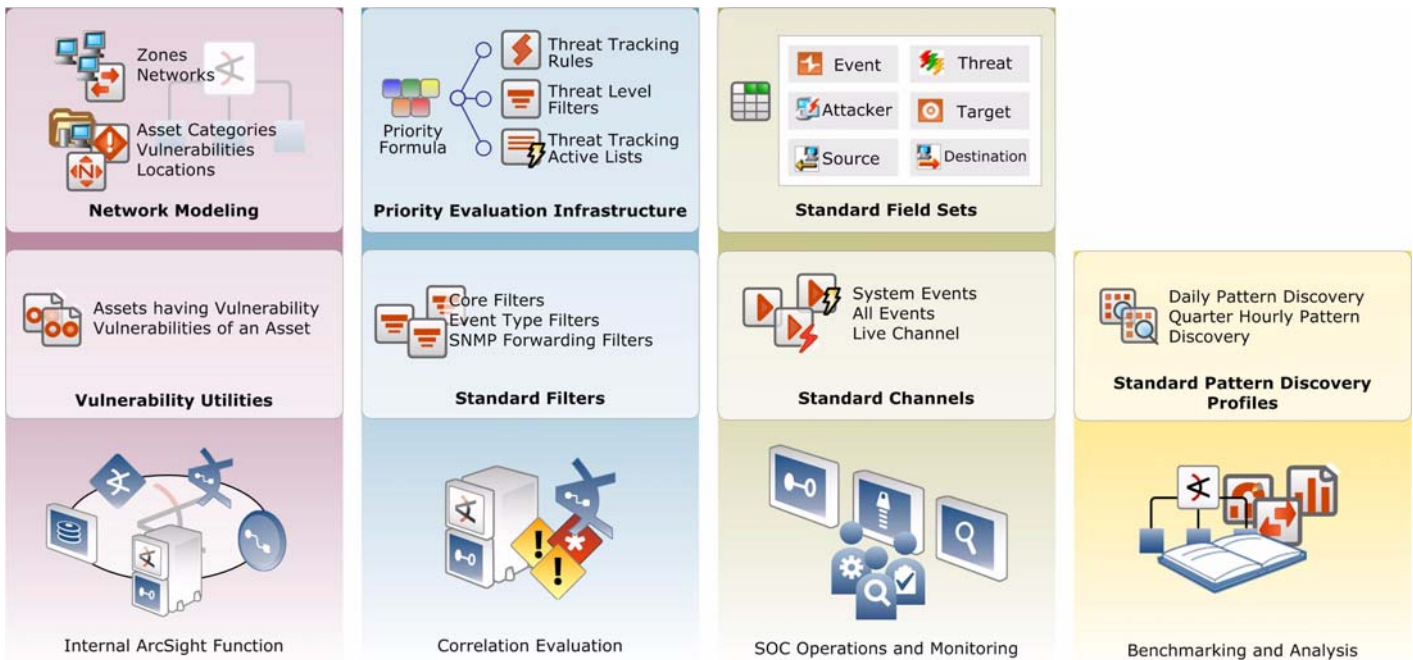 Zones
Networks
Asset Categories
Vulnerabilities
Locations
N
Network Modeling
Priority
Formula
Threat Tracking
Rules
Threat Level
Filters
Threat Tracking
Active Lists
Priority Evaluation Infrastructure
Event
Threat
Attacker
Target
Source
Destination
Standard Field Sets
Assets having Vulnerability
Vulnerabilities of an Asset
Vulnerability Utilities
Core Filters
Event Type Filters
SNMP Forwarding Filters
Standard Filters
System Events
All Events
Live Channel
Standard Channels
Daily Pattern Discovery
Quarter Hourly Pattern
Discovery
Standard Pattern Discovery
Profiles
Internal ArcSight Function
Correlation Evaluation
SOC Operations and Monitoring
Benchmarking and Analysis